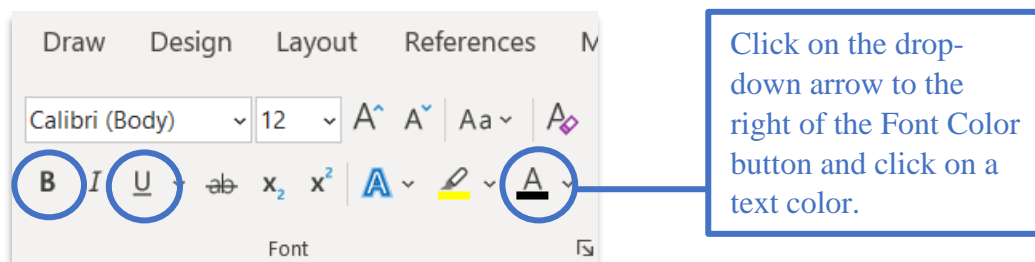 Draw Design Layout References M
Calibri (Body) 12 A A Aa A
B I U ab x2 x2 A A
Font
Click on the drop-
down arrow to the
right of the Font Color
button and click on a
text color.